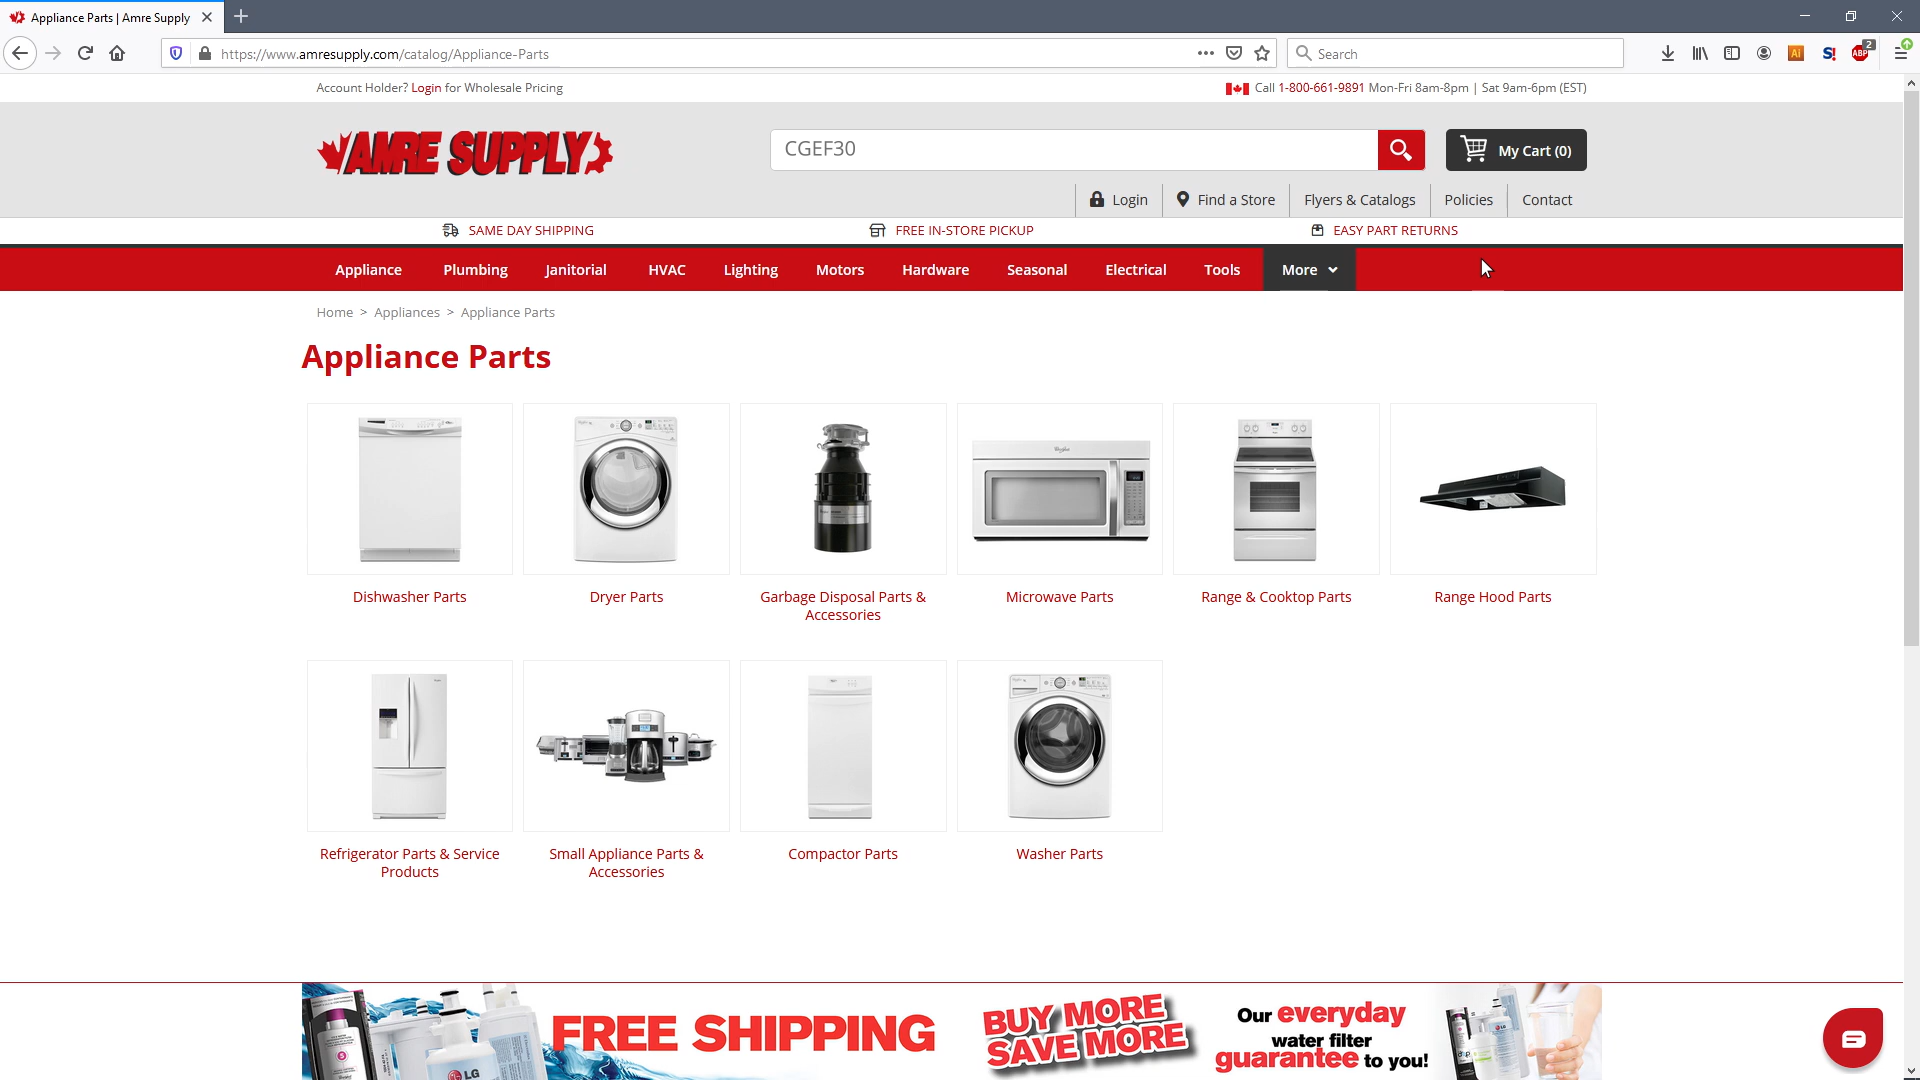 Appliance Parts | Amre Supply
https://www.amresupply.com/catalog/Appliance-Parts
Search
2
Account Holder? Login for Wholesale Pricing
Call 1-800-661-9891 Mon-Fri 8am-8pm | Sat 9am-6pm (EST)
AMRE SUPPLY
CGEF30
My Cart (0)
Login
Find a Store
Flyers & Catalogs
Policies
Contact
SAME DAY SHIPPING
FREE IN-STORE PICKUP
EASY PART RETURNS
Appliance
Plumbing
Janitorial
HVAC
Lighting
Motors
Hardware
Seasonal
Electrical
Tools
More
Home > Appliances > Appliance Parts
Appliance Parts
Dishwasher Parts
Dryer Parts
Garbage Disposal Parts &
Accessories
Microwave Parts
Range & Cooktop Parts
Range Hood Parts
Refrigerator Parts & Service
Products
Small Appliance Parts &
Accessories
Compactor Parts
Washer Parts
FREE SHIPPING
BUY MORE
SAVE MORE
Our everyday
water filter
guarantee to you!
LG